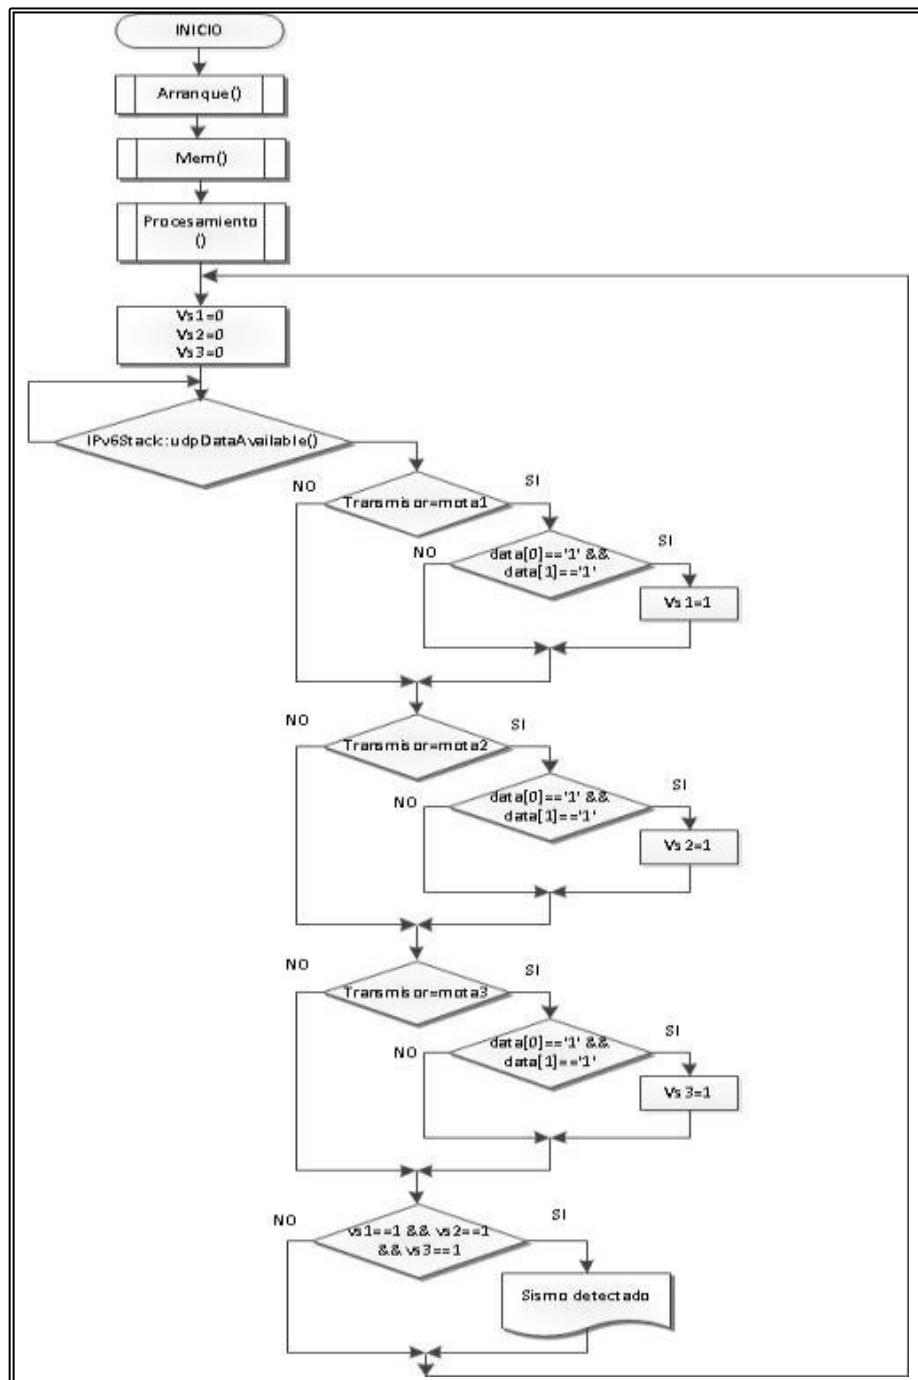 INICIO
Arranque()
Mem()
Procesamiento
()
Vs1=0
Vs2=0
Vs3=0
IPv6Stack::udpDataAvailable()
NO
Transmisor=mota1
SI
NO
data[0]=='1' &&
data[1]=='1'
SI
Vs1=1
NO
Transmisor=mota2
SI
NO
data[0]=='1' &&
data[1]=='1'
SI
Vs2=1
NO
Transmisor=mota3
SI
NO
data[0]=='1' &&
data[1]=='1'
SI
Vs3=1
NO
vs1==1 && vs2==1
&& vs3==1
SI
Sismo detectado